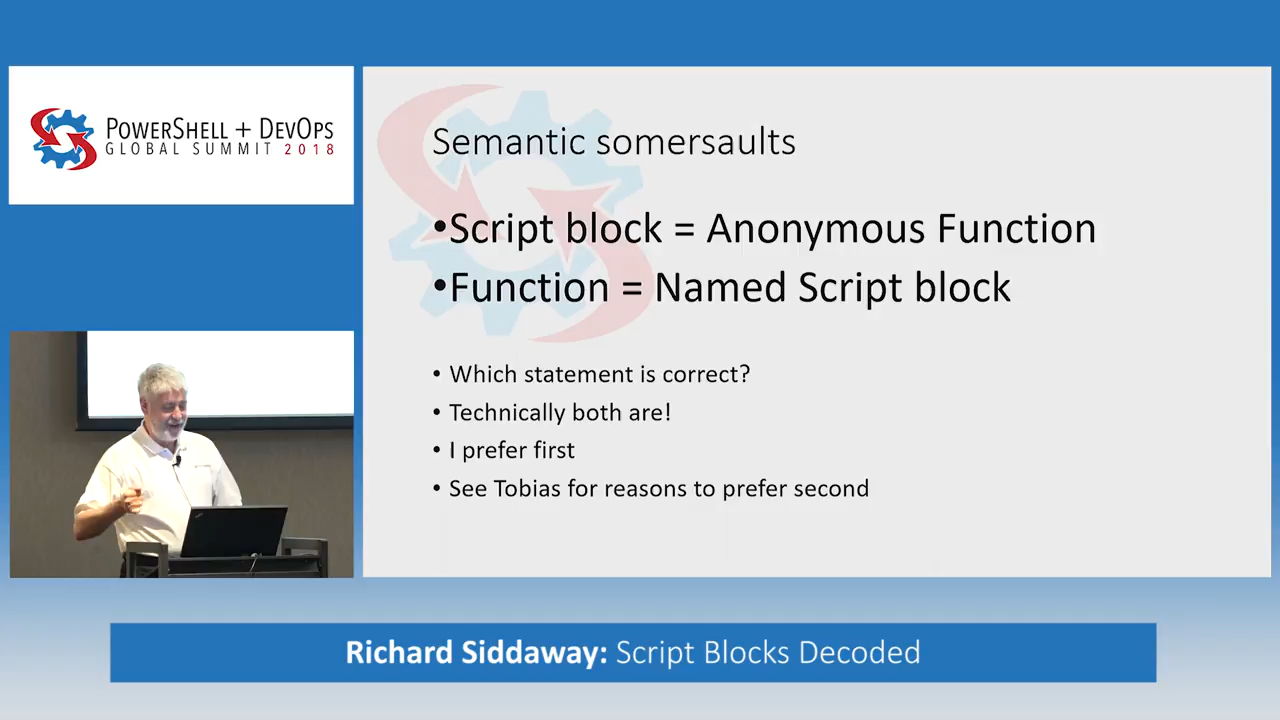 POWERSHELL + DEVOPS
GLOBAL SUMMIT 2018
Semantic somersaults
•Script block = Anonymous Function
•Function = Named Script block
• Which statement is correct?
• Technically both are!
• I prefer first
• See Tobias for reasons to prefer second
Richard Siddaway: Script Blocks Decoded